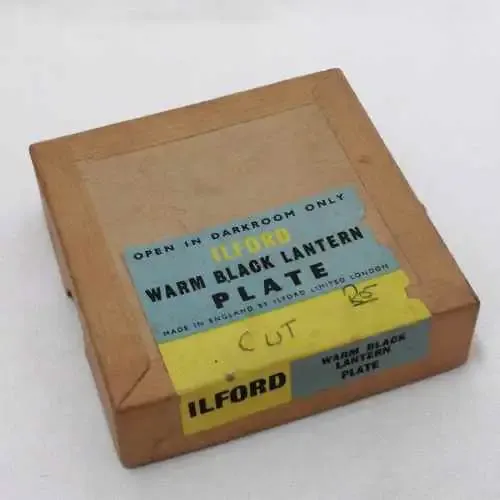 OPEN IN DARKROOM ONLY
ILFORD
WARM BLACK LANTERN
PLATE
MADE IN ENGLAND BY ILFORD LIMITED LONDON
CUT
ILFORD
WARM BLACK
LANTERN
PLATE